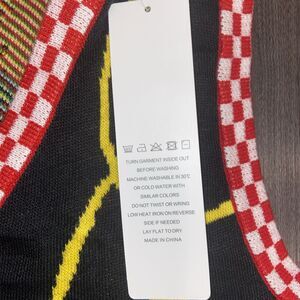 TURN GARMENT INSIDE OUT
BEFORE WASHING
MACHINE WASHABLE IN 30℃
OR COLD WATER WITH
SIMILAR COLORS
DO NOT TWIST OR WRING
LOW HEAT IRON ON REVERSE
SIDE IF NEEDED
LAY FLAT TO DRY
MADE IN CHINA